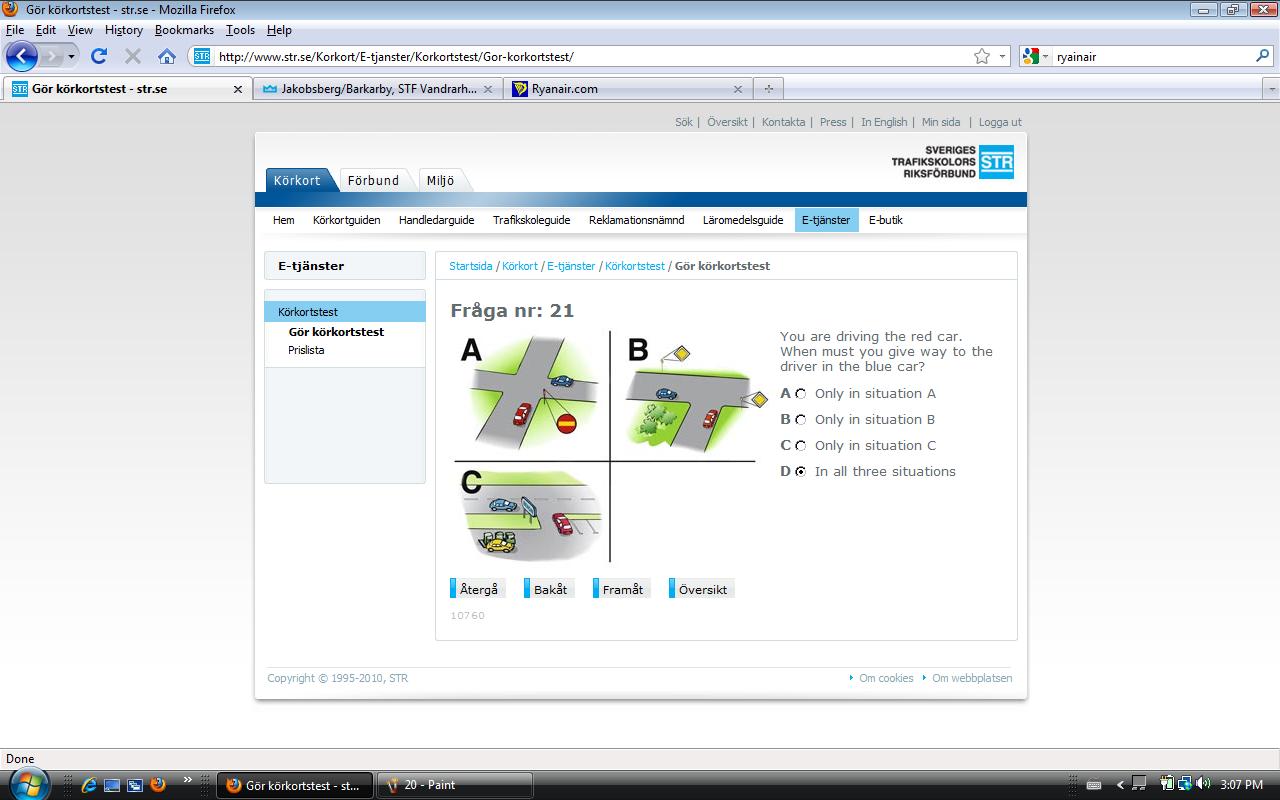 Gör körkortstest - str.se - Mozilla Firefox
File Edit View History Bookmarks Tools Help
STR http://www.str.se/Korkort/E-tjanster/Korkortstest/Gor-korkortstest/ ryainair
STR Gör körkortstest - str.se Jakobsberg/Barkarby, STF Vandrarh... Ryanair.com
Sök | Översikt | Kontakta | Press | In English | Min sida | Logga ut
SVERIGES
TRAFIKSKOLORS
RIKSFÖRBUND
STR
Körkort Förbund Miljö
Hem Körkortguiden Handledarguide Trafikskoleguide Reklamationsnämnd Läromedelsguide E-tjänster E-butik
E-tjänster
Körkortstest
Gör körkortstest
Prislista
Startsida / Körkort / E-tjänster / Körkortstest / Gör körkortstest
Fråga nr: 21
A
B
C
You are driving the red car.
When must you give way to the
driver in the blue car?
A Only in situation A
B Only in situation B
C Only in situation C
D In all three situations
Återgå Bakåt Framåt Översikt
10760
Copyright © 1995-2010, STR
Om cookies Om webbplatsen
Done
Gör körkortstest - st... 20 - Paint 3:07 PM